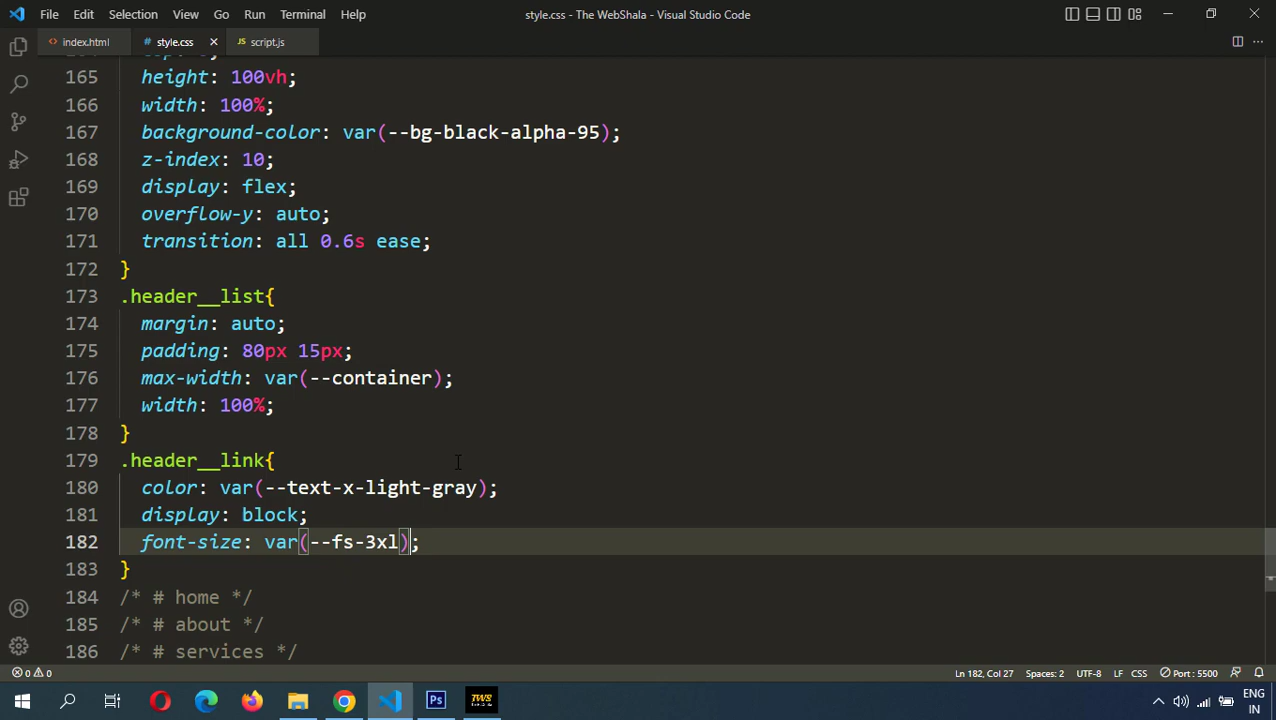 File Edit Selection View Go Run Terminal Help
style.css - The WebShala - Visual Studio Code
index.html
style.css
JS script.js
165 height: 100vh;
166 width: 100%;
167 background-color: var(--bg-black-alpha-95);
168 z-index: 10;
169 display: flex;
170 overflow-y: auto;
171 transition: all 0.6s ease;
172 }
173 .header__list{
174 margin: auto;
175 padding: 80px 15px;
176 max-width: var(--container);
177 width: 100%;
178 }
179 .header__link{
180 color: var(--text-x-light-gray);
181 display: block;
182 font-size: var(--fs-3xl);
183 }
184 /* # home */
185 /* # about */
186 /* # services */
0 0
Ln 182, Col 27 Spaces: 2 UTF-8 LF CSS Port : 5500
Ps
TWS
ENG
IN